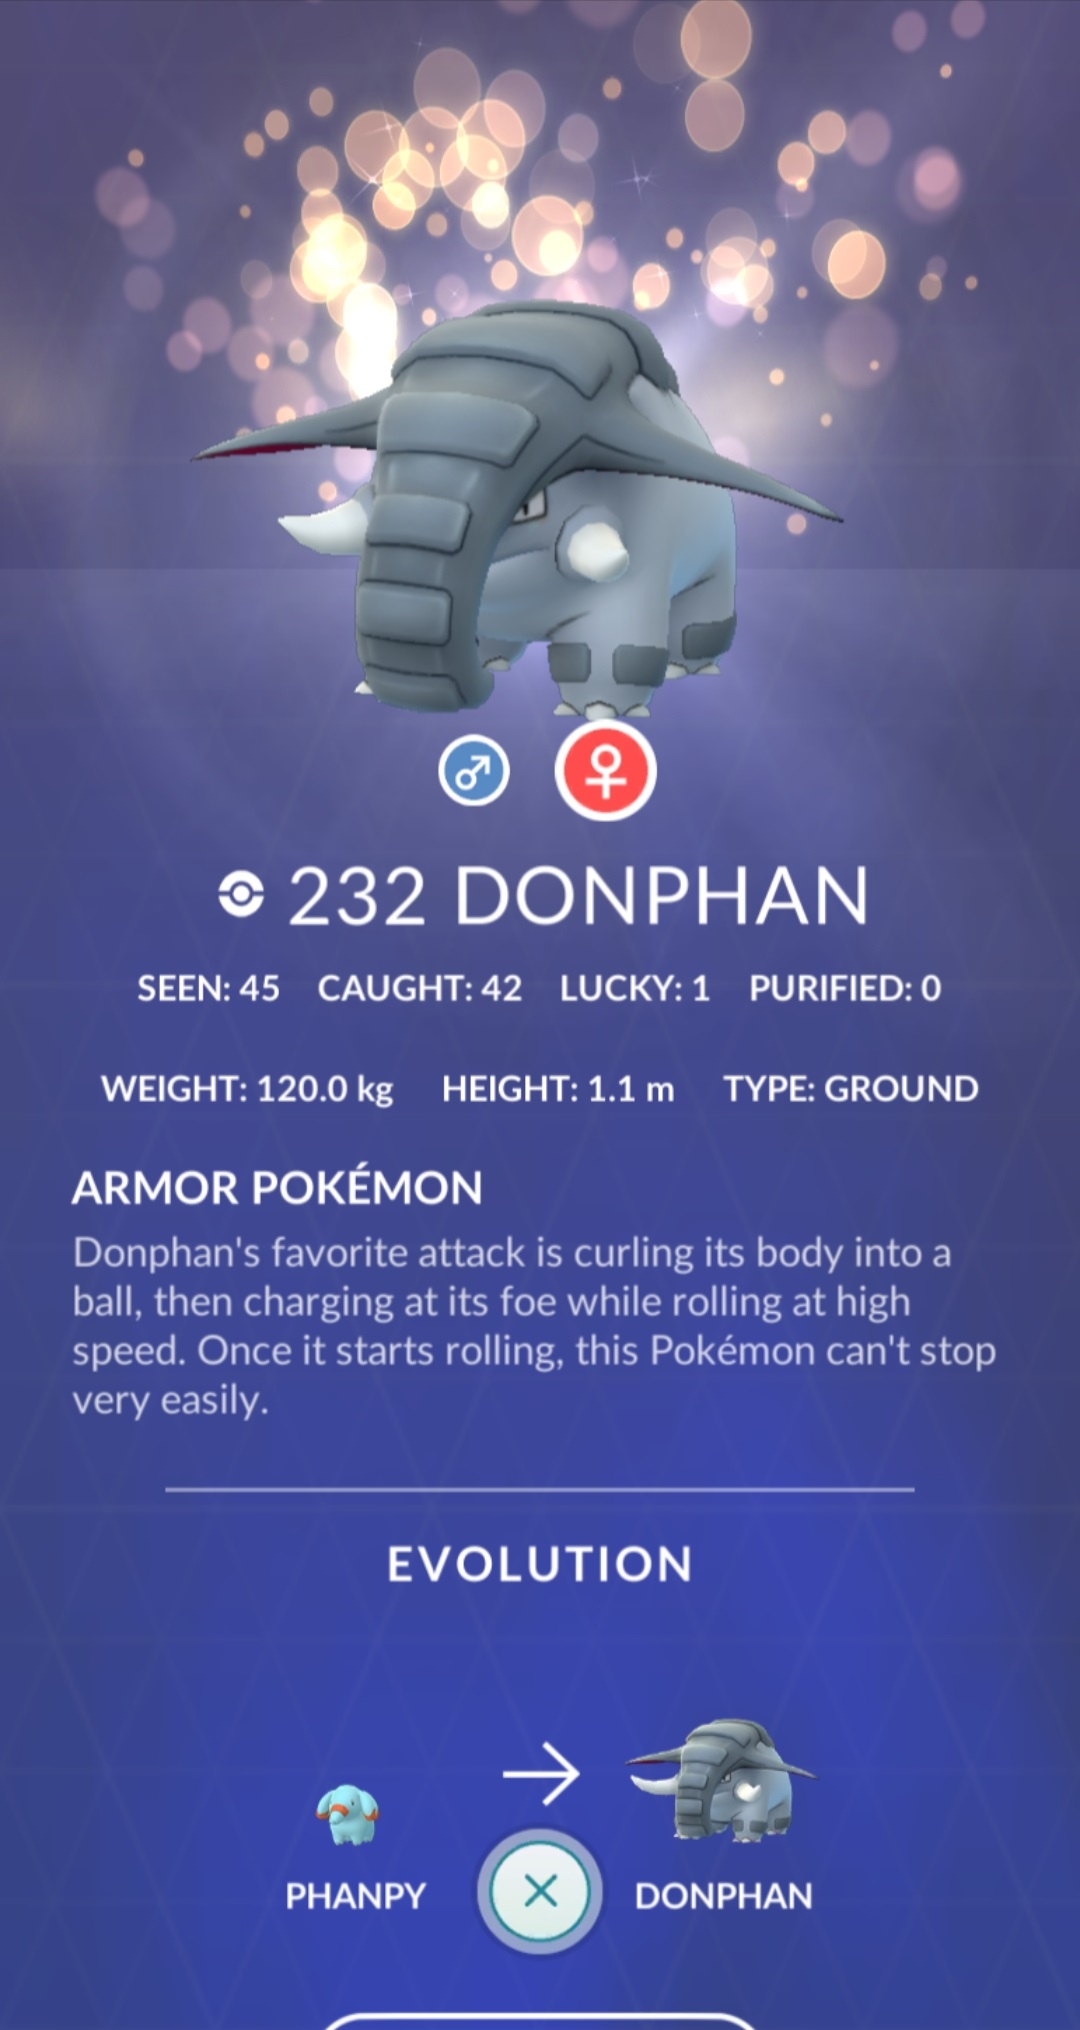 232 DONPHAN
SEEN: 45 CAUGHT: 42 LUCKY: 1 PURIFIED: 0
WEIGHT: 120.0 kg HEIGHT: 1.1 m TYPE: GROUND
ARMOR POKÉMON
Donphan's favorite attack is curling its body into a
ball, then charging at its foe while rolling at high
speed. Once it starts rolling, this Pokémon can't stop
very easily.
EVOLUTION
PHANPY DONPHAN